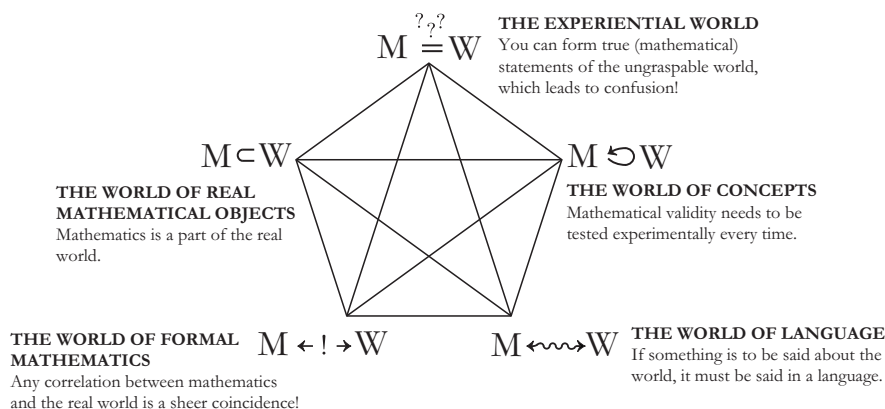 THE EXPERIENTIAL WORLD
You can form true (mathematical)
statements of the ungraspable world,
which leads to confusion!
???
M = W
M ⊂ W
THE WORLD OF REAL
MATHEMATICAL OBJECTS
Mathematics is a part of the real
world.
M ⟲ W
THE WORLD OF CONCEPTS
Mathematical validity needs to be
tested experimentally every time.
THE WORLD OF FORMAL
MATHEMATICS
Any correlation between mathematics
and the real world is a sheer coincidence!
M ← ! → W
M ↭ W
THE WORLD OF LANGUAGE
If something is to be said about the
world, it must be said in a language.